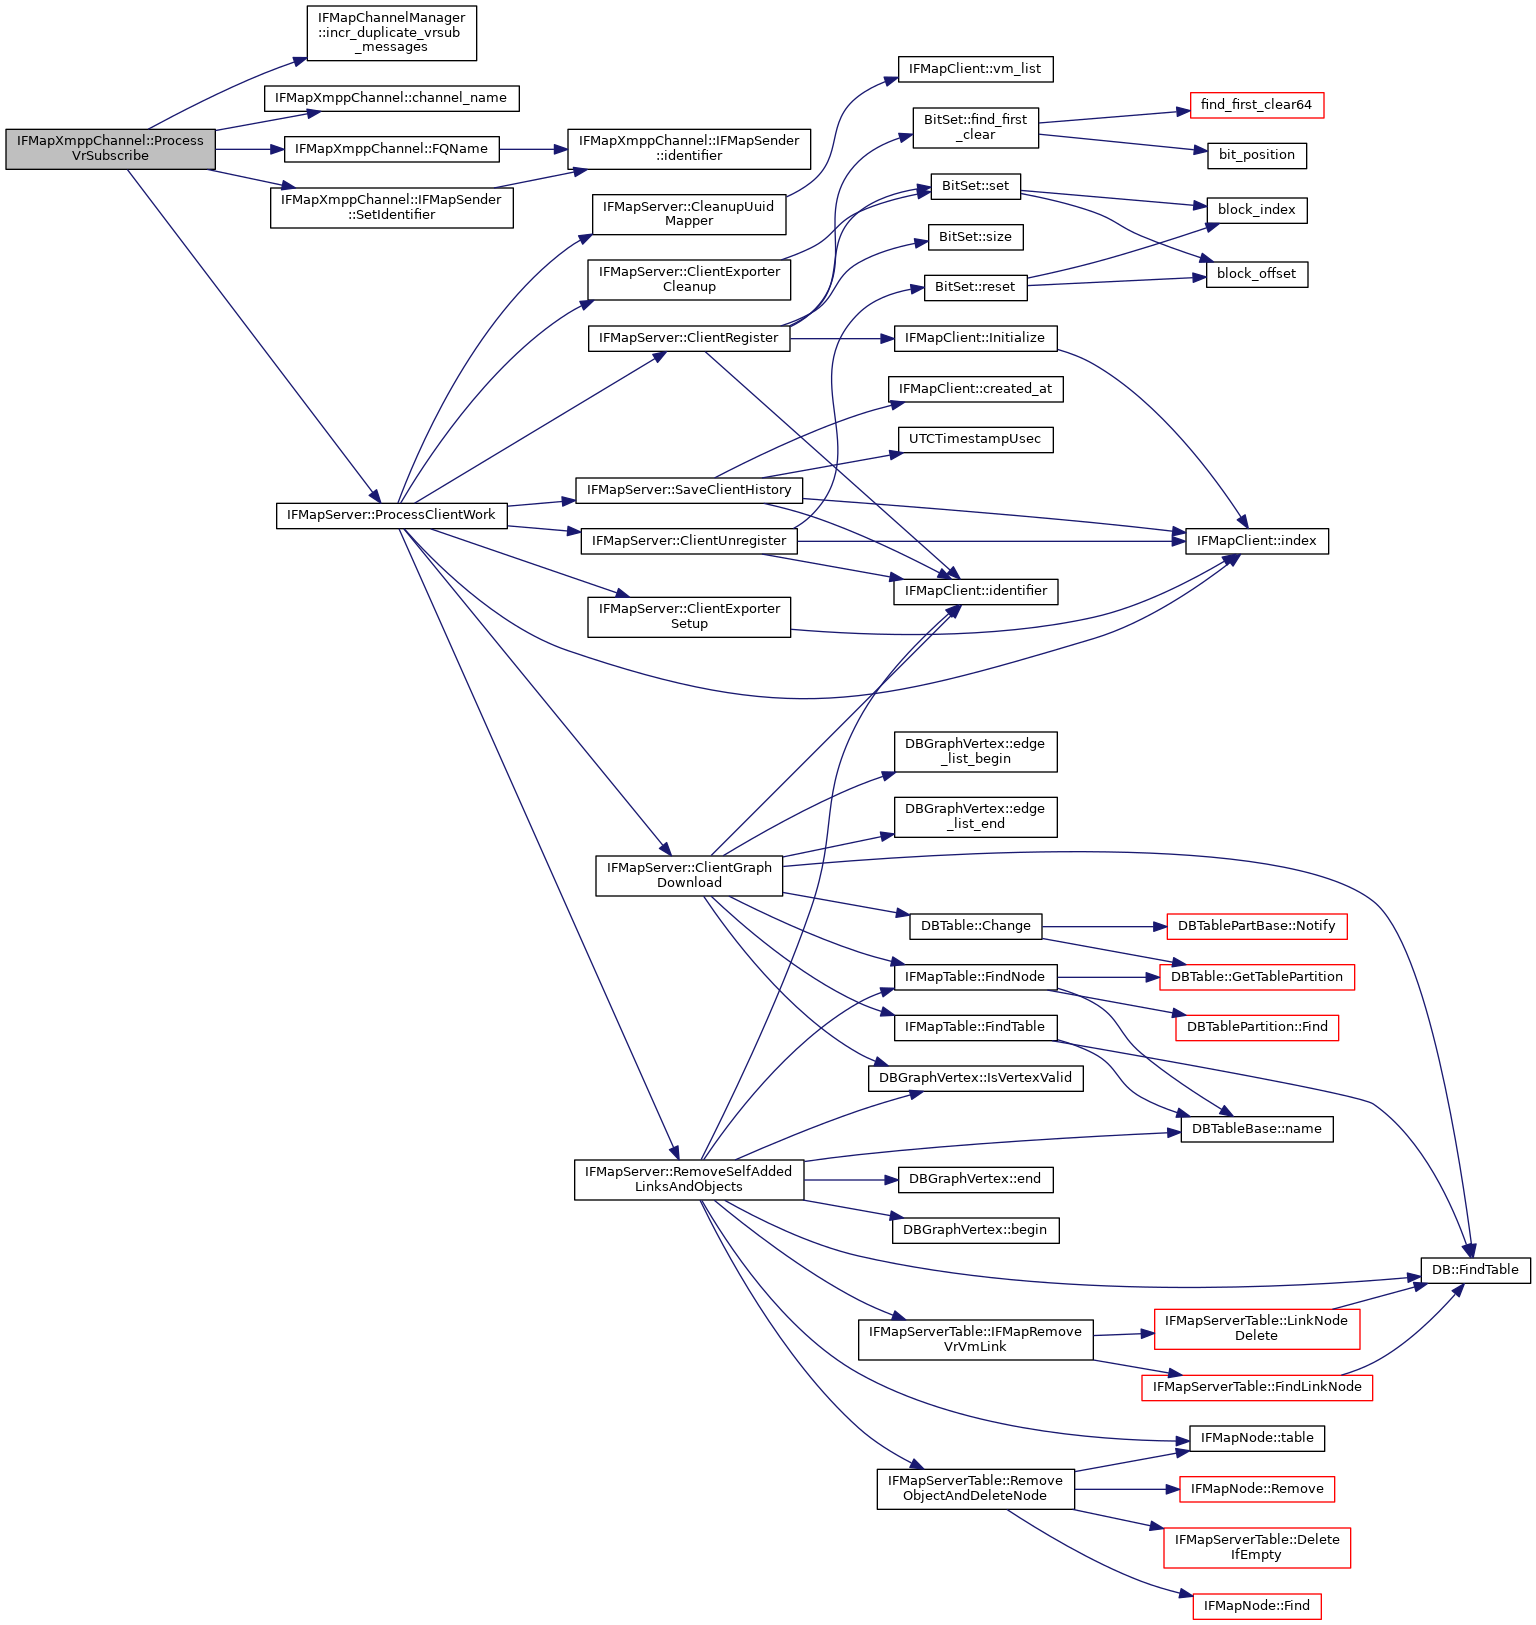 IFMapXmppChannel::Process
VrSubscribe
IFMapChannelManager
::incr_duplicate_vrsub
_messages
IFMapXmppChannel::channel_name
IFMapXmppChannel::FQName
IFMapXmppChannel::IFMapSender
::SetIdentifier
IFMapXmppChannel::IFMapSender
::identifier
IFMapServer::ProcessClientWork
IFMapServer::CleanupUuid
Mapper
IFMapServer::ClientExporter
Cleanup
IFMapServer::ClientRegister
IFMapServer::SaveClientHistory
IFMapServer::ClientUnregister
IFMapServer::ClientExporter
Setup
IFMapServer::ClientGraph
Download
IFMapServer::RemoveSelfAdded
LinksAndObjects
IFMapClient::vm_list
BitSet::find_first
_clear
BitSet::set
BitSet::size
BitSet::reset
IFMapClient::Initialize
IFMapClient::created_at
UTCTimestampUsec
IFMapClient::identifier
DBGraphVertex::edge
_list_begin
DBGraphVertex::edge
_list_end
DBTable::Change
IFMapTable::FindNode
IFMapTable::FindTable
DBGraphVertex::IsVertexValid
DBGraphVertex::end
DBGraphVertex::begin
IFMapServerTable::IFMapRemove
VrVmLink
IFMapServerTable::Remove
ObjectAndDeleteNode
find_first_clear64
bit_position
block_index
block_offset
IFMapClient::index
DBTablePartBase::Notify
DBTable::GetTablePartition
DBTablePartition::Find
DBTableBase::name
DB::FindTable
IFMapServerTable::LinkNode
Delete
IFMapServerTable::FindLinkNode
IFMapNode::table
IFMapNode::Remove
IFMapServerTable::Delete
IfEmpty
IFMapNode::Find